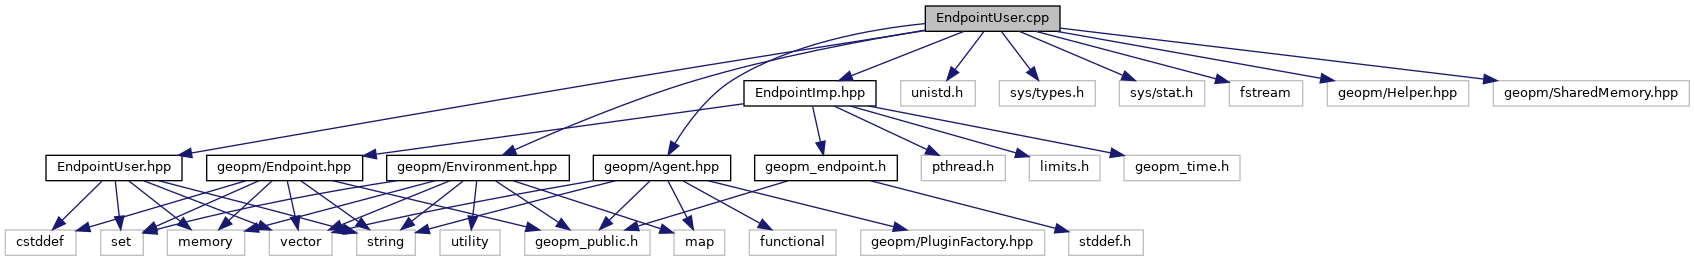 EndpointUser.cpp
EndpointImp.hpp
unistd.h
sys/types.h
sys/stat.h
fstream
geopm/Helper.hpp
geopm/SharedMemory.hpp
EndpointUser.hpp
geopm/Endpoint.hpp
geopm/Environment.hpp
geopm/Agent.hpp
geopm_endpoint.h
pthread.h
limits.h
geopm_time.h
cstddef
set
memory
vector
string
utility
geopm_public.h
map
functional
geopm/PluginFactory.hpp
stddef.h